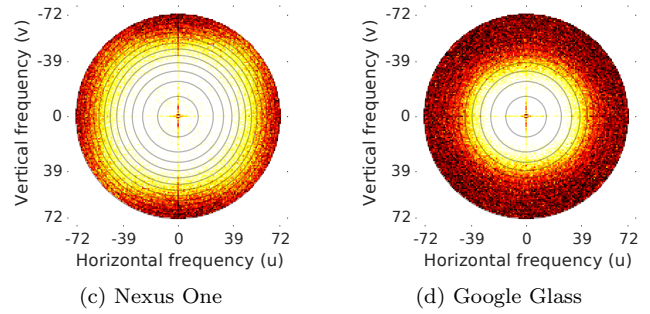 Vertical frequency (v)
-72
-39
0
39
72
-72 -39 0 39 72
Horizontal frequency (u)
(c) Nexus One
Vertical frequency (v)
-72
-39
0
39
72
-72 -39 0 39 72
Horizontal frequency (u)
(d) Google Glass